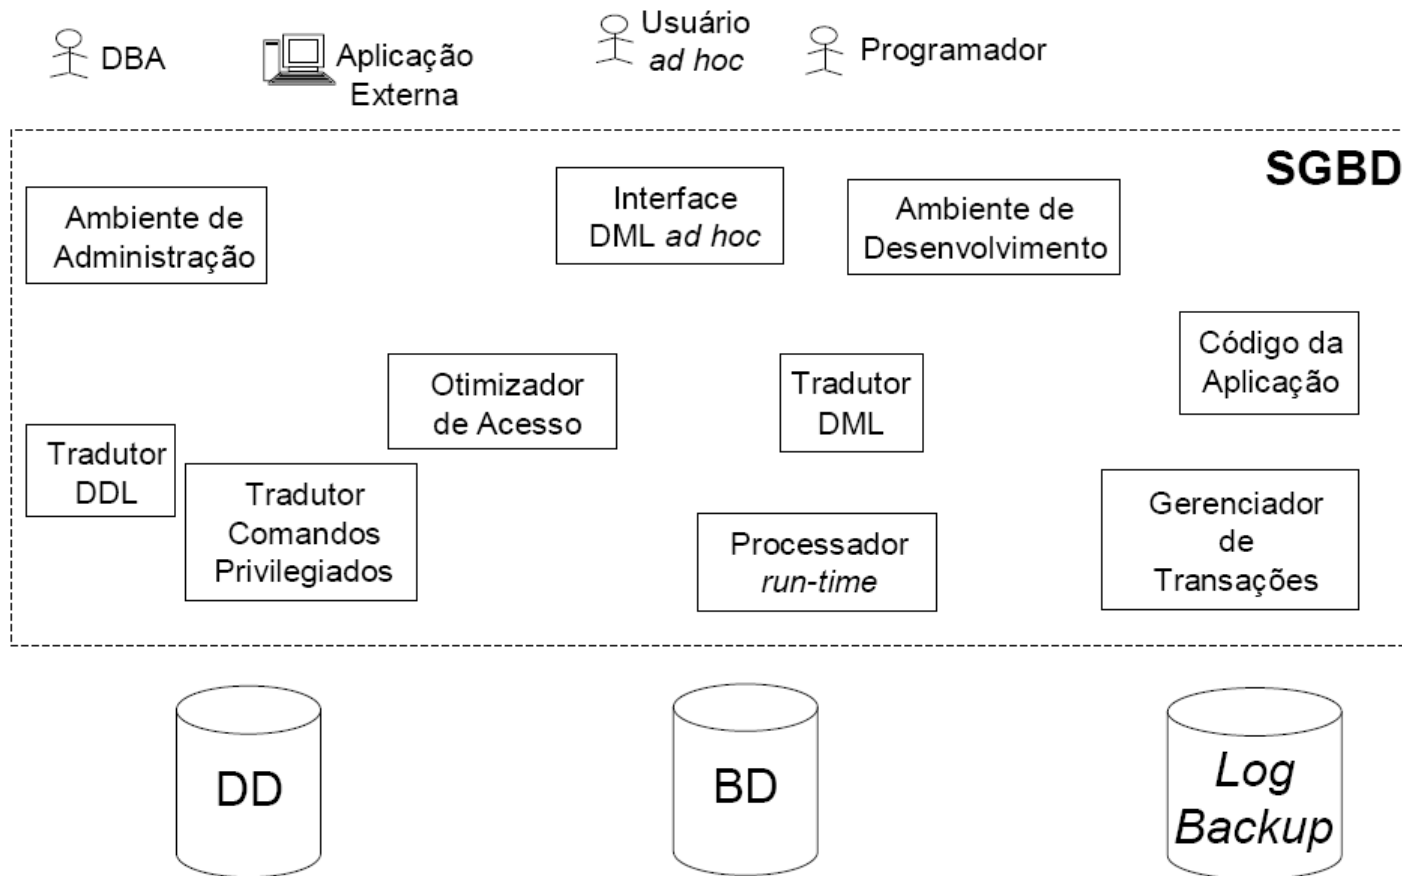 DBA
Aplicação
Externa
Usuário
ad hoc
Programador
SGBD
Ambiente de
Administração
Interface
DML ad hoc
Ambiente de
Desenvolvimento
Código da
Aplicação
Otimizador
de Acesso
Tradutor
DML
Tradutor
DDL
Tradutor
Comandos
Privilegiados
Processador
run-time
Gerenciador
de
Transações
DD
BD
Log
Backup